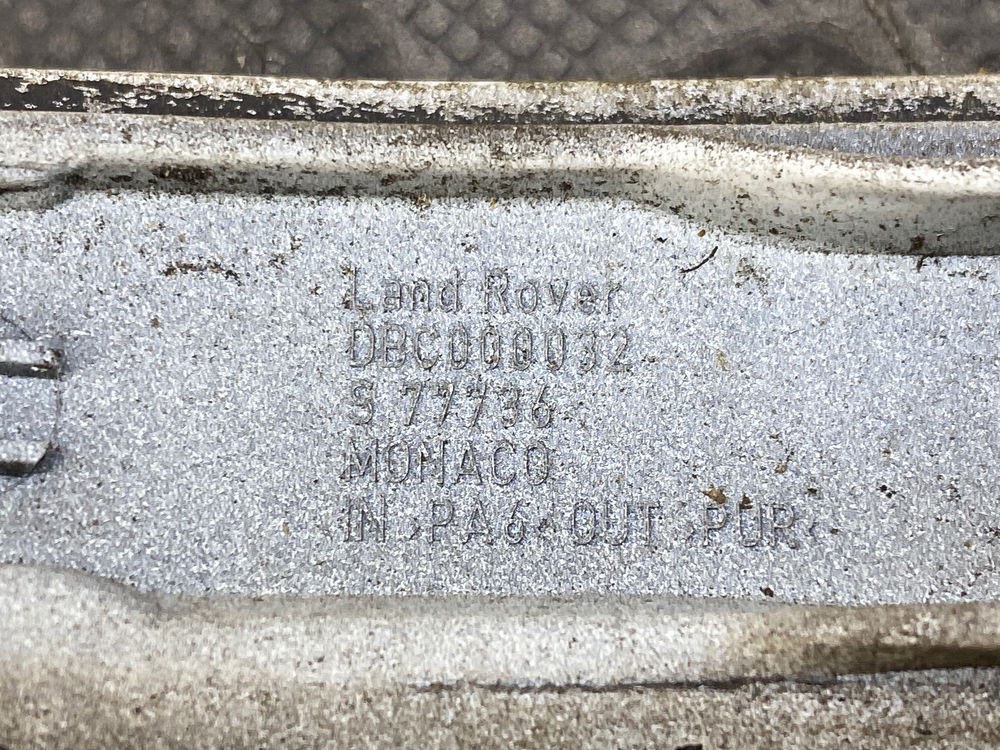 Land Rover
DBC000032
S 77736
MONACO
IN >PA6< OUT >PUR<